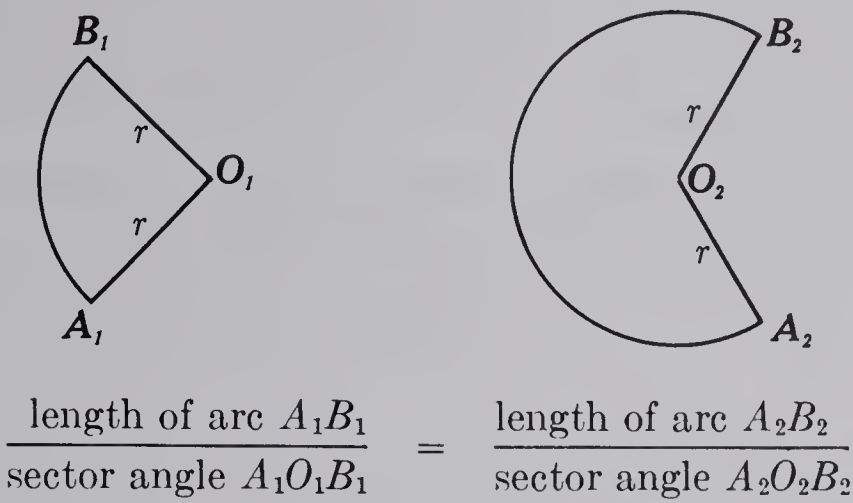 B₁
B₂
r
r
O₁
O₂
r
r
A₁
A₂
length of arc A₁B₁ / sector angle A₁O₁B₁ = length of arc A₂B₂ / sector angle A₂O₂B₂